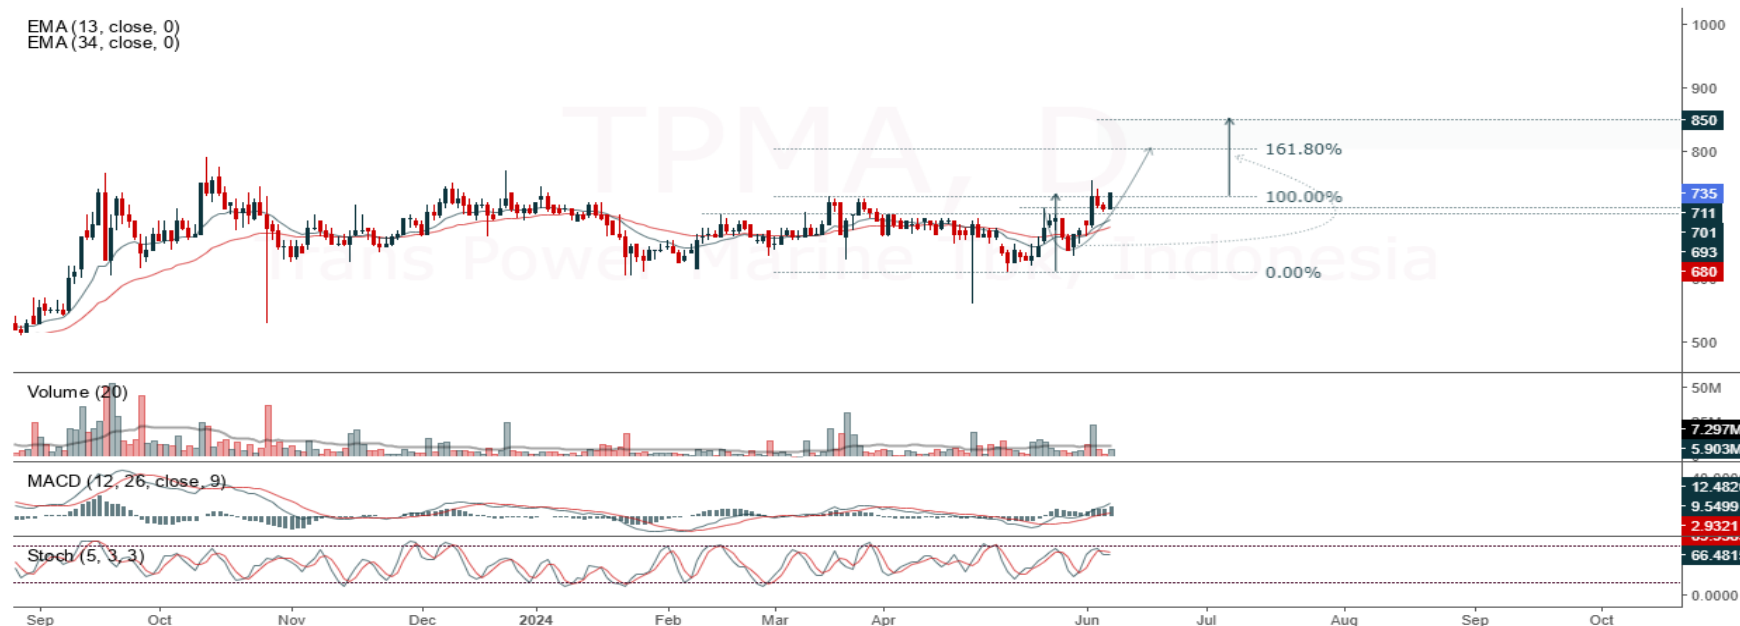 EMA (13, close, 0)
EMA (34, close, 0)
TPMA, D
Trans Power Marine Tbk, Indonesia
1000
900
850
800
161.80%
735
100.00%
711
701
693
680
0.00%
500
Volume (20)
50M
7.297M
5.903M
MACD (12, 26, close, 9)
12.482
9.5499
2.9321
Stoch (5, 3, 3)
66.481
0.0000
Sep Oct Nov Dec 2024 Feb Mar Apr Jun Jul Aug Sep Oct